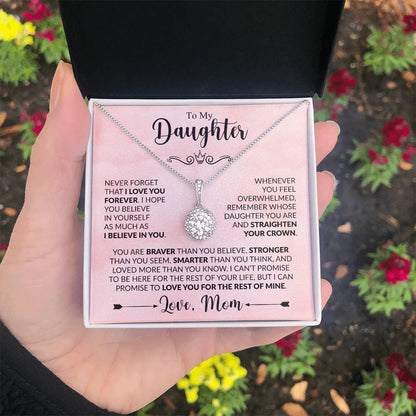 To My
Daughter
NEVER FORGET
THAT I LOVE YOU
FOREVER. I HOPE
YOU BELIEVE
IN YOURSELF
AS MUCH AS
I BELIEVE IN YOU.
WHENEVER
YOU FEEL
OVERWHELMED,
REMEMBER WHOSE
DAUGHTER YOU ARE
AND STRAIGHTEN
YOUR CROWN.
YOU ARE BRAVER THAN YOU BELIEVE, STRONGER
THAN YOU SEEM, SMARTER THAN YOU THINK, AND
LOVED MORE THAN YOU KNOW. I CAN'T PROMISE
TO BE HERE FOR THE REST OF YOUR LIFE, BUT I CAN
PROMISE TO LOVE YOU FOR THE REST OF MINE.
Love, Mom